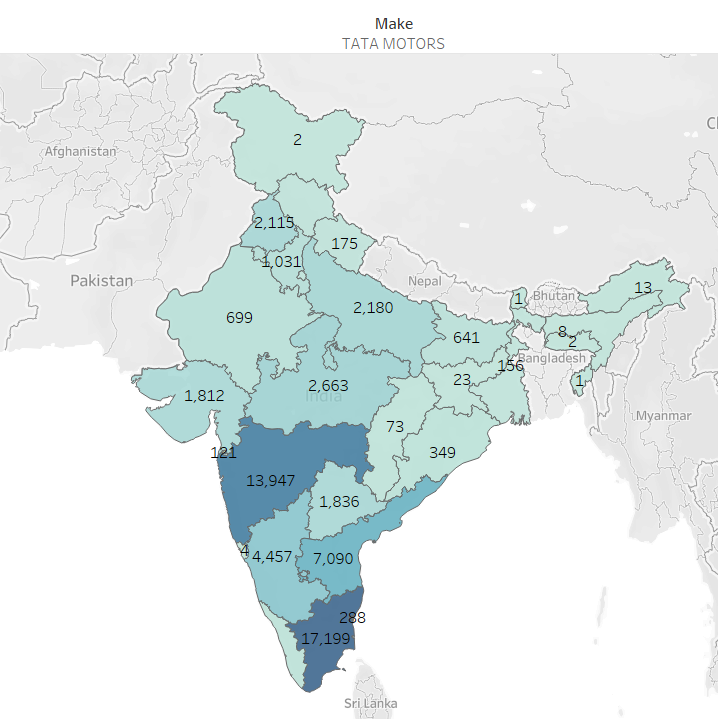 Make
TATA MOTORS
2
Afghanistan
2,115
175
1,031
Pakistan
Nepal
13
1
Bhutan
699
2,180
641
8
2
Bangladesh
156
23
1
1,812
2,663
India
73
Myanmar
121
349
13,947
1,836
4
4,457
7,090
288
17,199
Sri Lanka